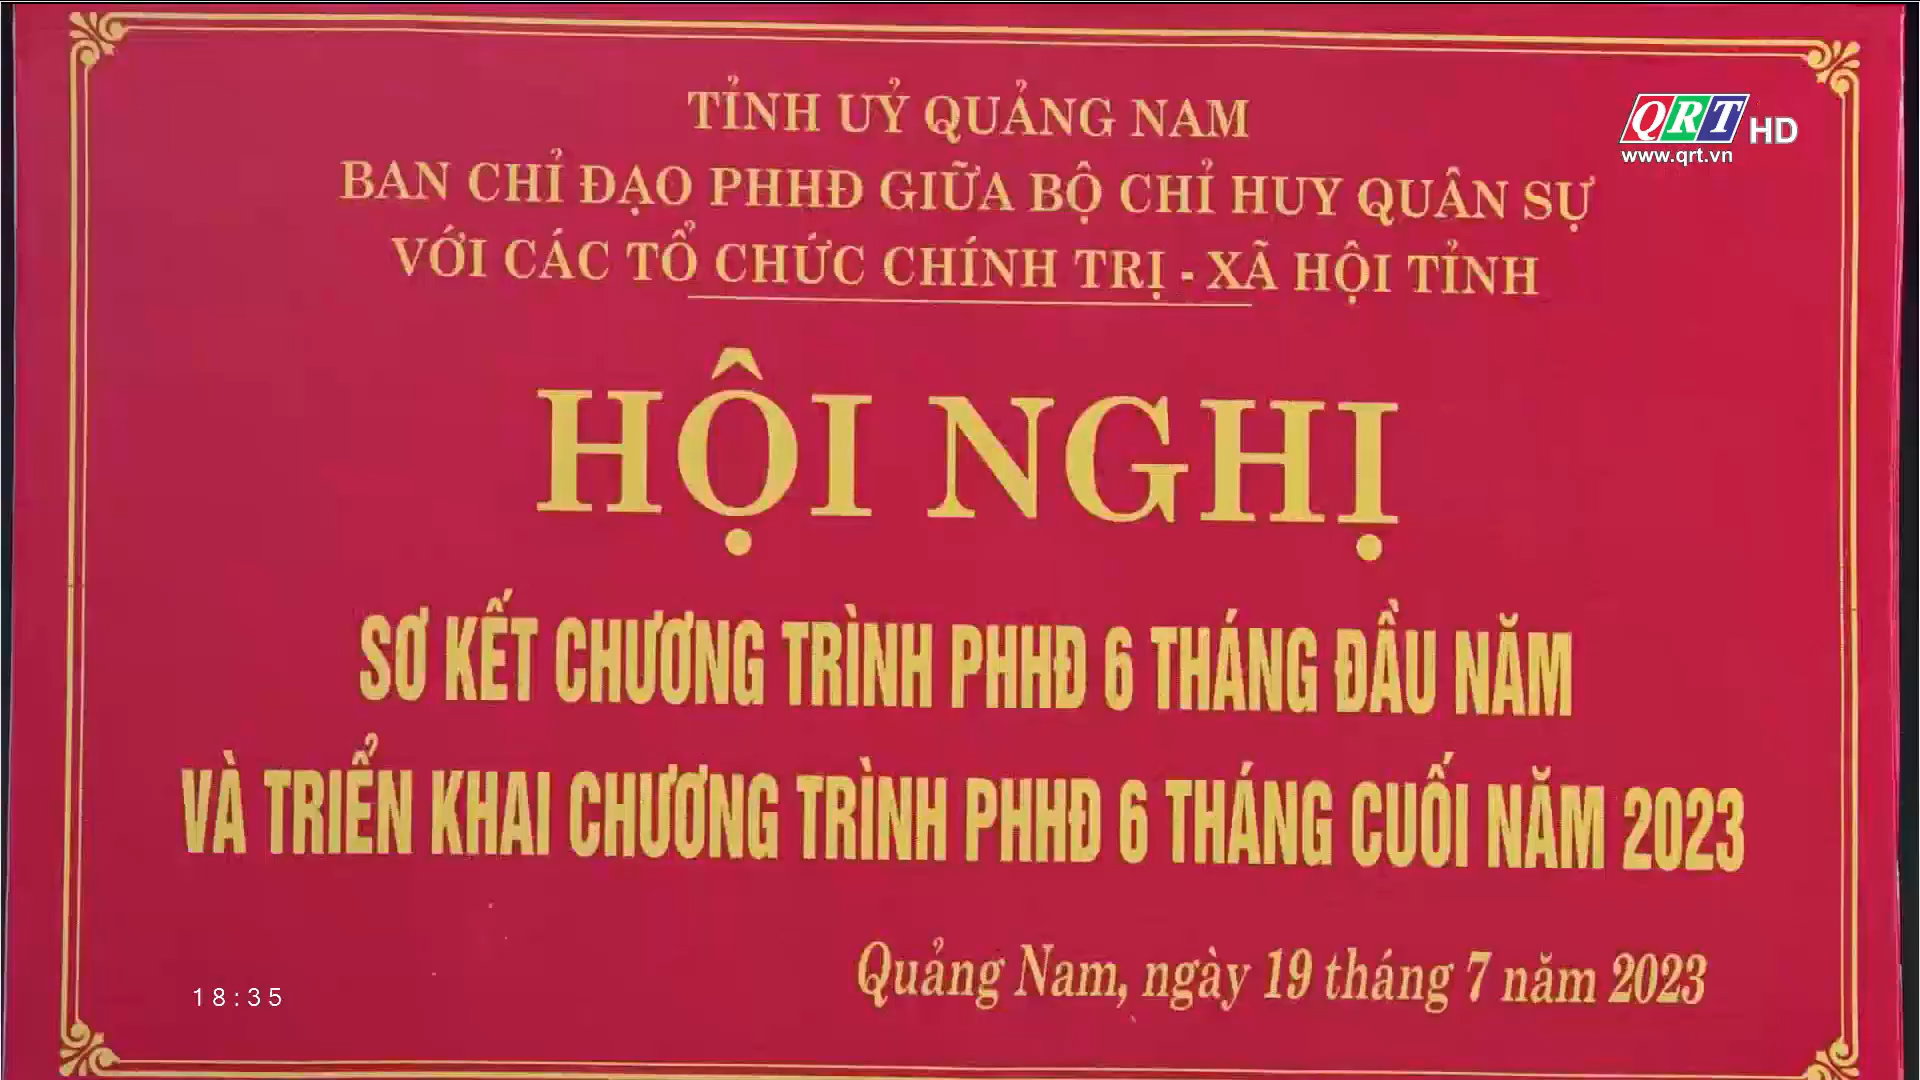 TỈNH UỶ QUẢNG NAM
QRT HD
www.qrt.vn
BAN CHỈ ĐẠO PHHĐ GIỮA BỘ CHỈ HUY QUÂN SỰ
VỚI CÁC TỔ CHỨC CHÍNH TRỊ - XÃ HỘI TỈNH
HỘI NGHỊ
SƠ KẾT CHƯƠNG TRÌNH PHHĐ 6 THÁNG ĐẦU NĂM
VÀ TRIỂN KHAI CHƯƠNG TRÌNH PHHĐ 6 THÁNG CUỐI NĂM 2023
Quảng Nam, ngày 19 tháng 7 năm 2023
18:35